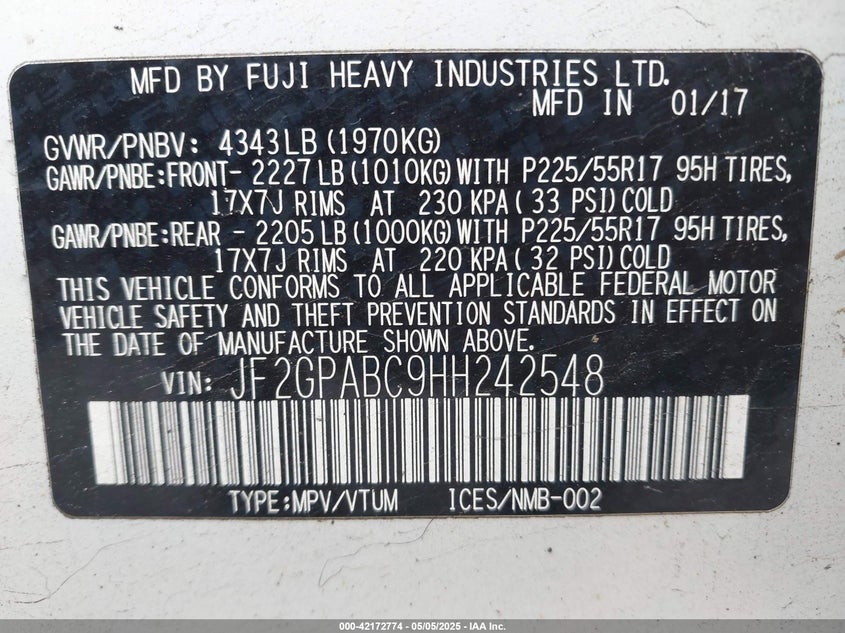 MFD BY FUJI HEAVY INDUSTRIES LTD.
MFD IN 01/17
GVWR/PNBV: 4343LB (1970KG)
GAWR/PNBE:FRONT- 2227LB (1010KG) WITH P225/55R17 95H TIRES,
17X7J RIMS AT 230 KPA ( 33 PSI) COLD
GAWR/PNBE:REAR - 2205LB (1000KG) WITH P225/55R17 95H TIRES,
17X7J RIMS AT 220 KPA ( 32 PSI) COLD
THIS VEHICLE CONFORMS TO ALL APPLICABLE FEDERAL MOTOR
VEHICLE SAFETY AND THEFT PREVENTION STANDARDS IN EFFECT ON
THE DATE OF MANUFACTURE SHOWN ABOVE.
VIN: JF2GPABC9HH242548
TYPE:MPV/VTUM ICES/NMB-002
000-42172774 - 05/05/2025 - IAA Inc.